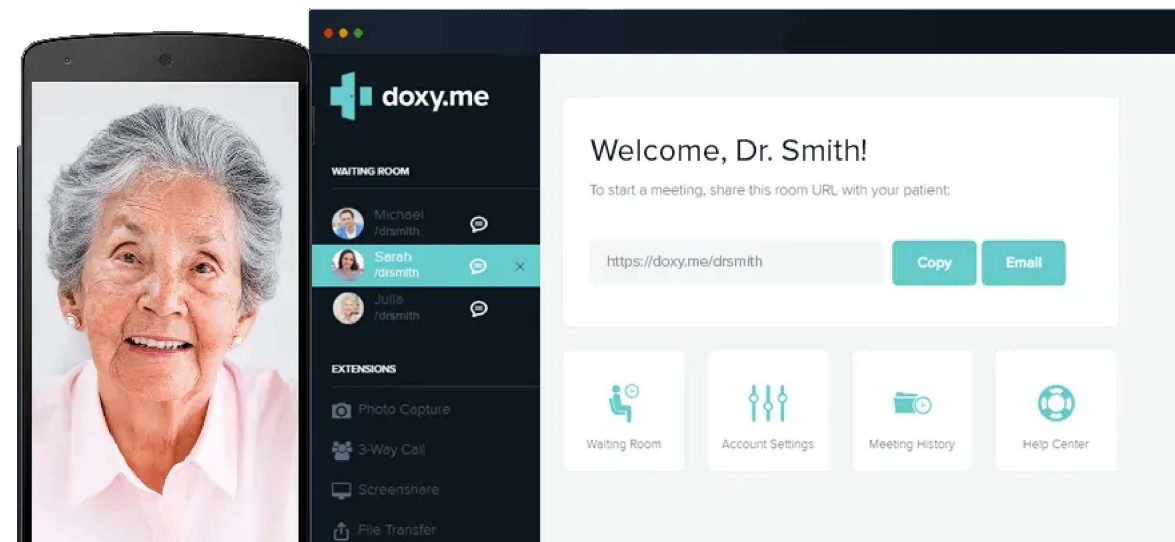 doxy.me
WAITING ROOM
Michael
/drsmith
Sarah
/drsmith
Julia
/drsmith
EXTENSIONS
Photo Capture
3-Way Call
Screenshare
File Transfer
Welcome, Dr. Smith!
To start a meeting, share this room URL with your patient:
https://doxy.me/drsmith
Copy
Email
Waiting Room
Account Settings
Meeting History
Help Center